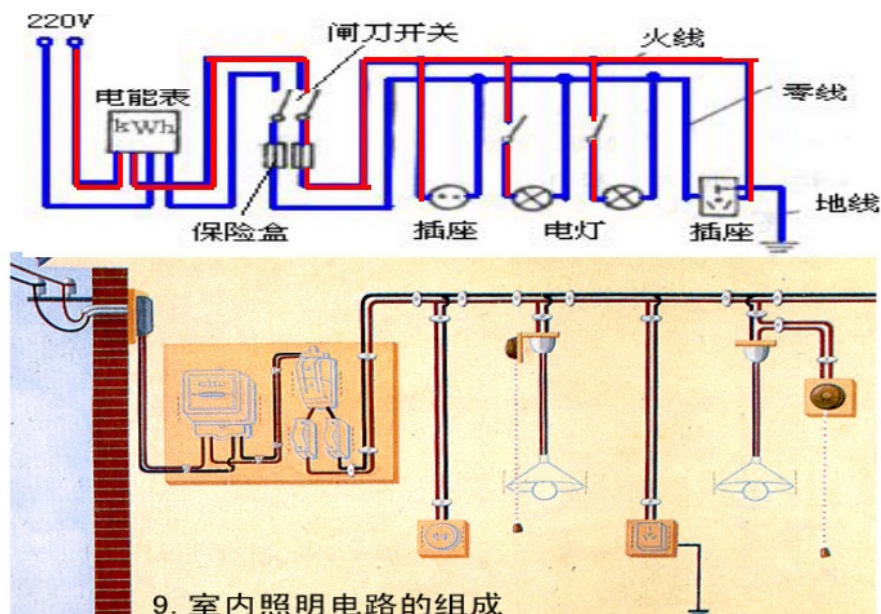 220V
闸刀开关
火线
电能表
kWh
零线
保险盒
插座
电灯
插座
地线
9. 室内照明电路的组成